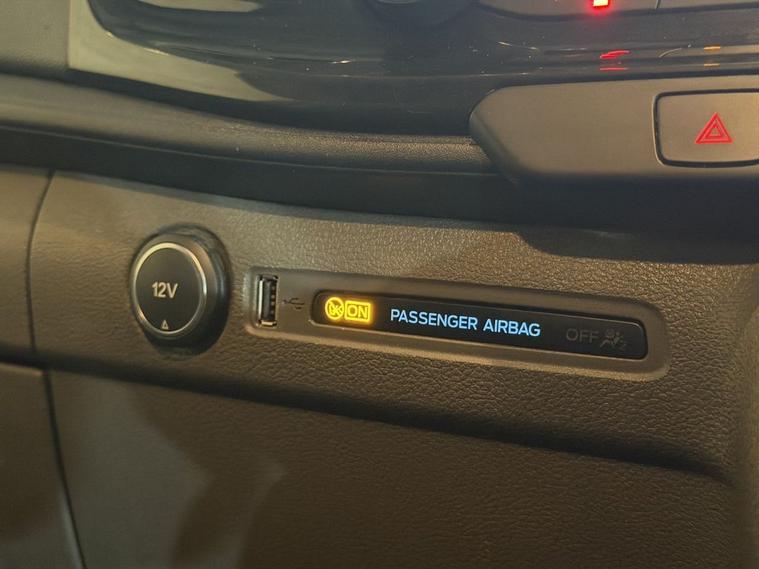 12V
ON PASSENGER AIRBAG OFF